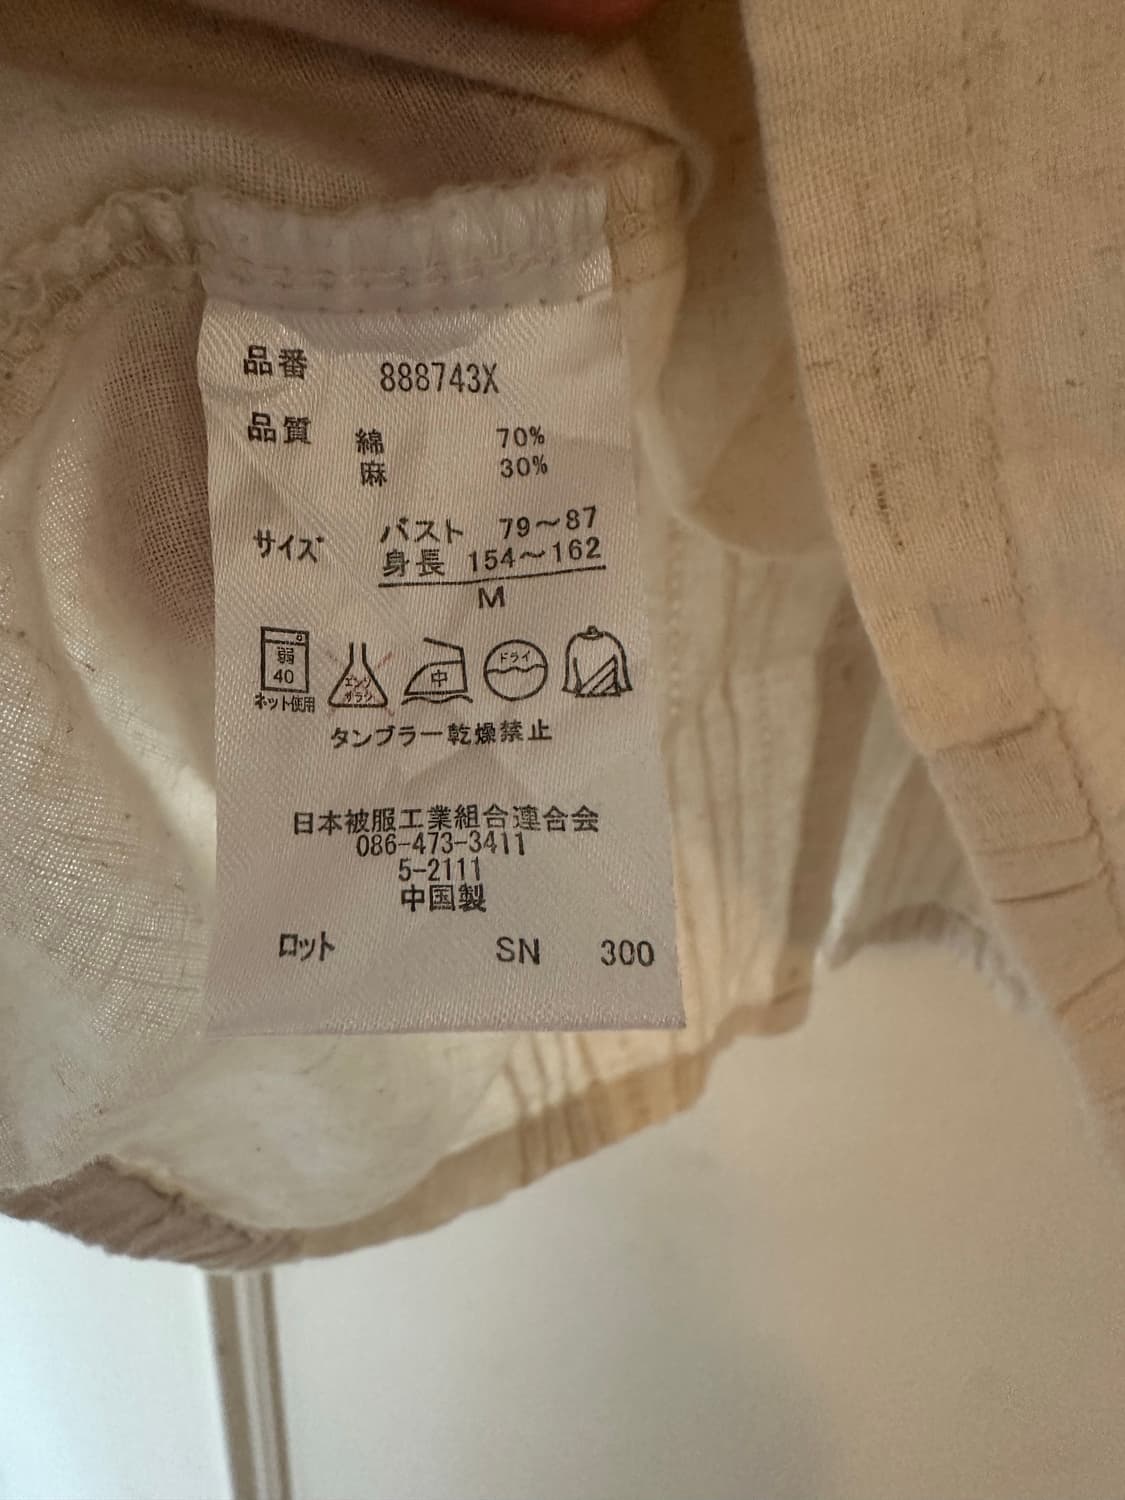 品番 888743X
品質 綿 70%
麻 30%
サイズ バスト 79～87
身長 154～162
M
弱
40
ネット使用
エンソ
サラシ
中
ドライ
タンブラー乾燥禁止
日本被服工業組合連合会
086-473-3411
5-2111
中国製
ロット SN 300